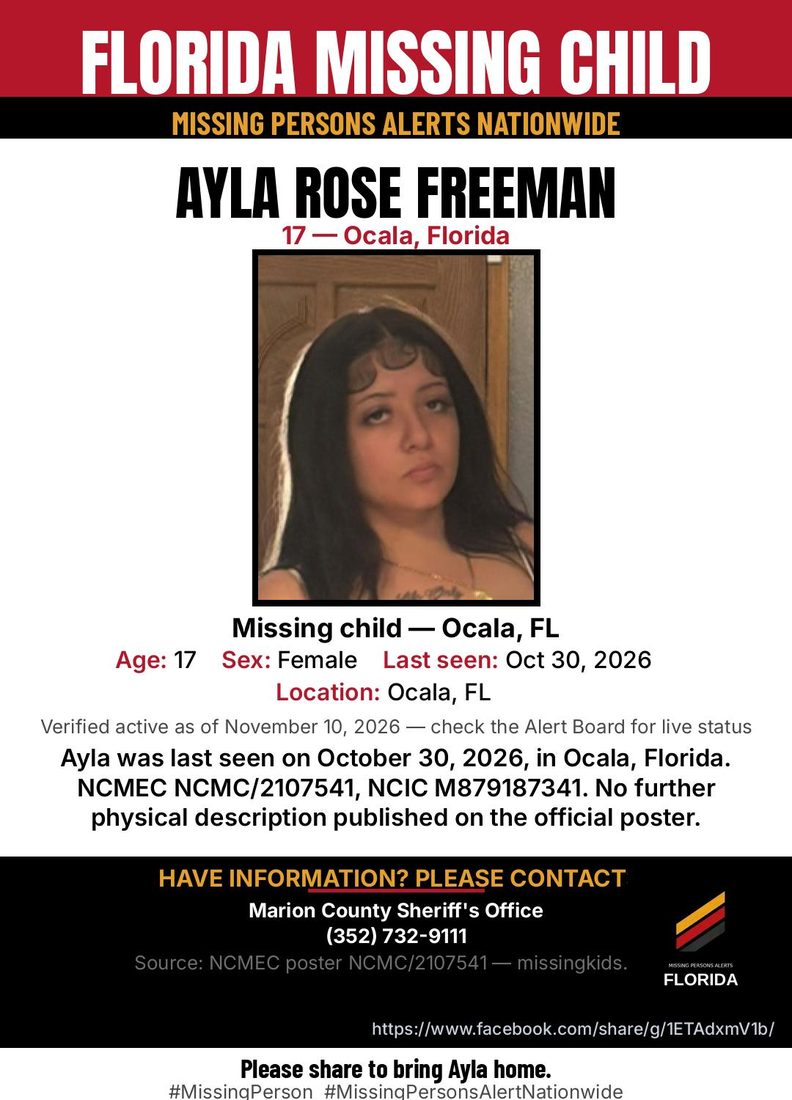 FLORIDA MISSING CHILD
MISSING PERSONS ALERTS NATIONWIDE
AYLA ROSE FREEMAN
17 — Ocala, Florida
Missing child — Ocala, FL
Age: 17 Sex: Female Last seen: Oct 30, 2026
Location: Ocala, FL
Verified active as of November 10, 2026 — check the Alert Board for live status
Ayla was last seen on October 30, 2026, in Ocala, Florida.
NCMEC NCMC/2107541, NCIC M879187341. No further
physical description published on the official poster.
HAVE INFORMATION? PLEASE CONTACT
Marion County Sheriff's Office
(352) 732-9111
Source: NCMEC poster NCMC/2107541 — missingkids.
MISSING PERSONS ALERTS
FLORIDA
https://www.facebook.com/share/g/1ETAdxmV1b/
Please share to bring Ayla home.
#MissingPerson #MissingPersonsAlertNationwide